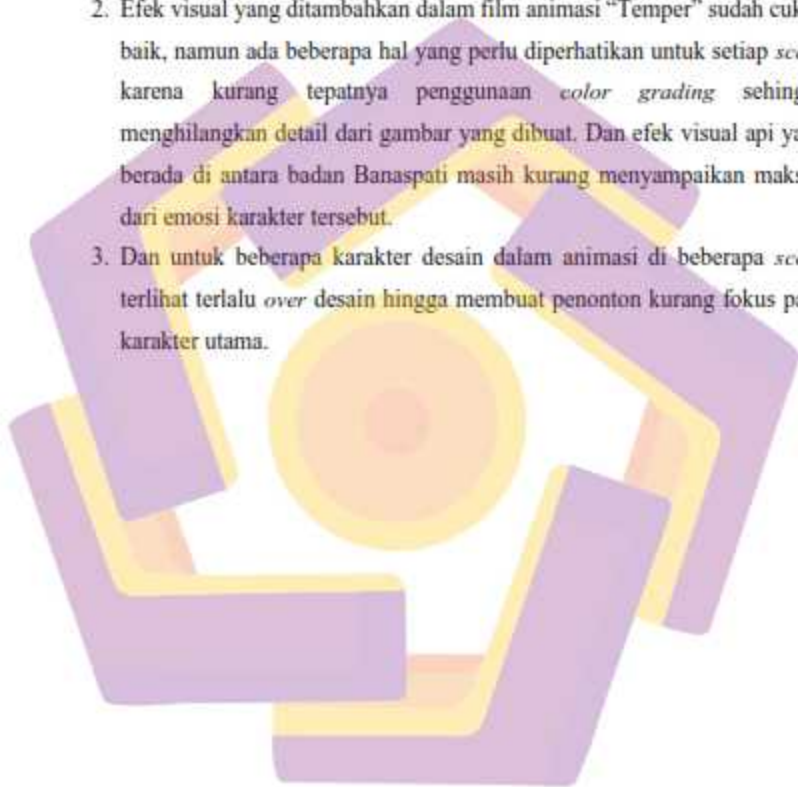 2. Efek visual yang ditambahkan dalam film animasi "Temper" sudah cuk
baik, namun ada beberapa hal yang perlu diperhatikan untuk setiap sc
karena kurang tepatnya penggunaan color grading sehing
menghilangkan detail dari gambar yang dibuat. Dan efek visual api ya
berada di antara badan Banaspati masih kurang menyampaikan maks
dari emosi karakter tersebut.
3. Dan untuk beberapa karakter desain dalam animasi di beberapa sc
terlihat terlalu over desain hingga membuat penonton kurang fokus pa
karakter utama.